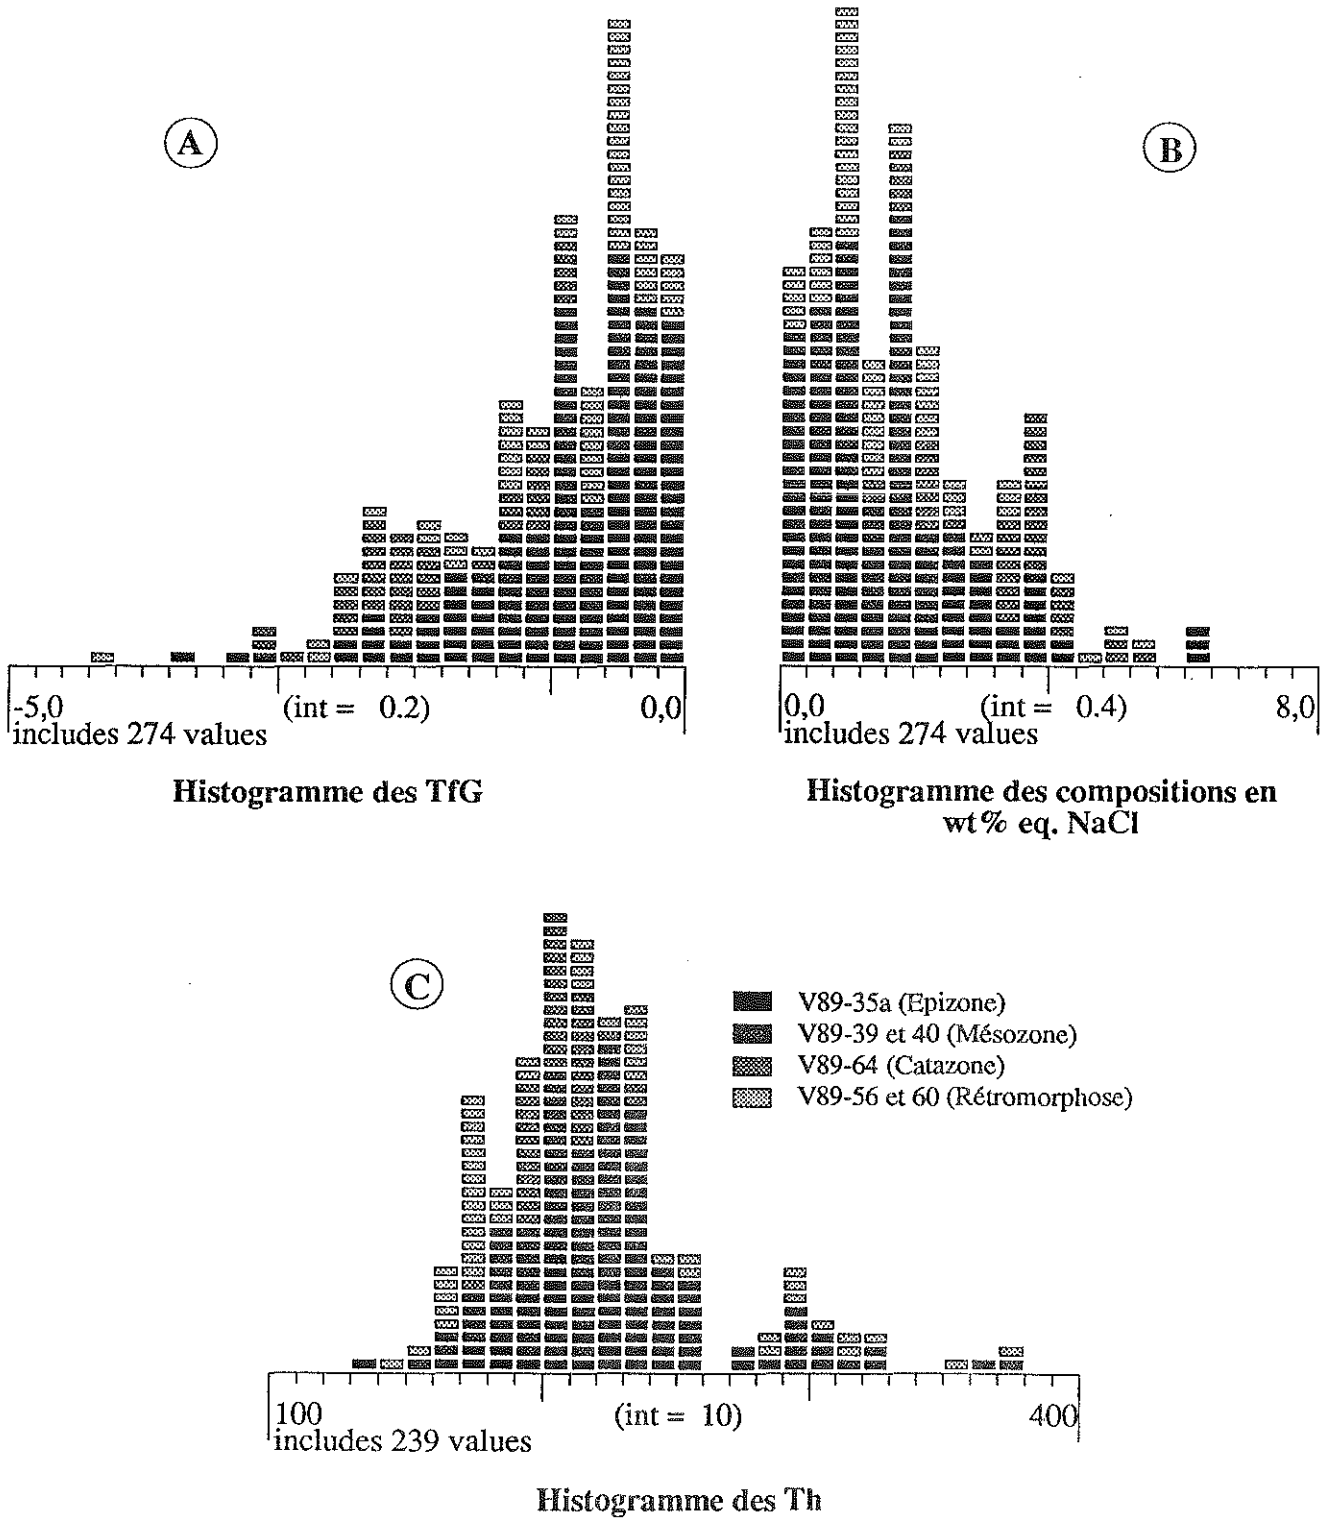 A
B
-5,0 (int = 0.2) 0,0
includes 274 values
0,0 (int = 0.4) 8,0
includes 274 values
Histogramme des TfG
Histogramme des compositions en
wt% eq. NaCl
C
V89-35a (Epizone)
V89-39 et 40 (Mésozone)
V89-64 (Catazone)
V89-56 et 60 (Rétromorphose)
100 (int = 10) 400
includes 239 values
Histogramme des Th